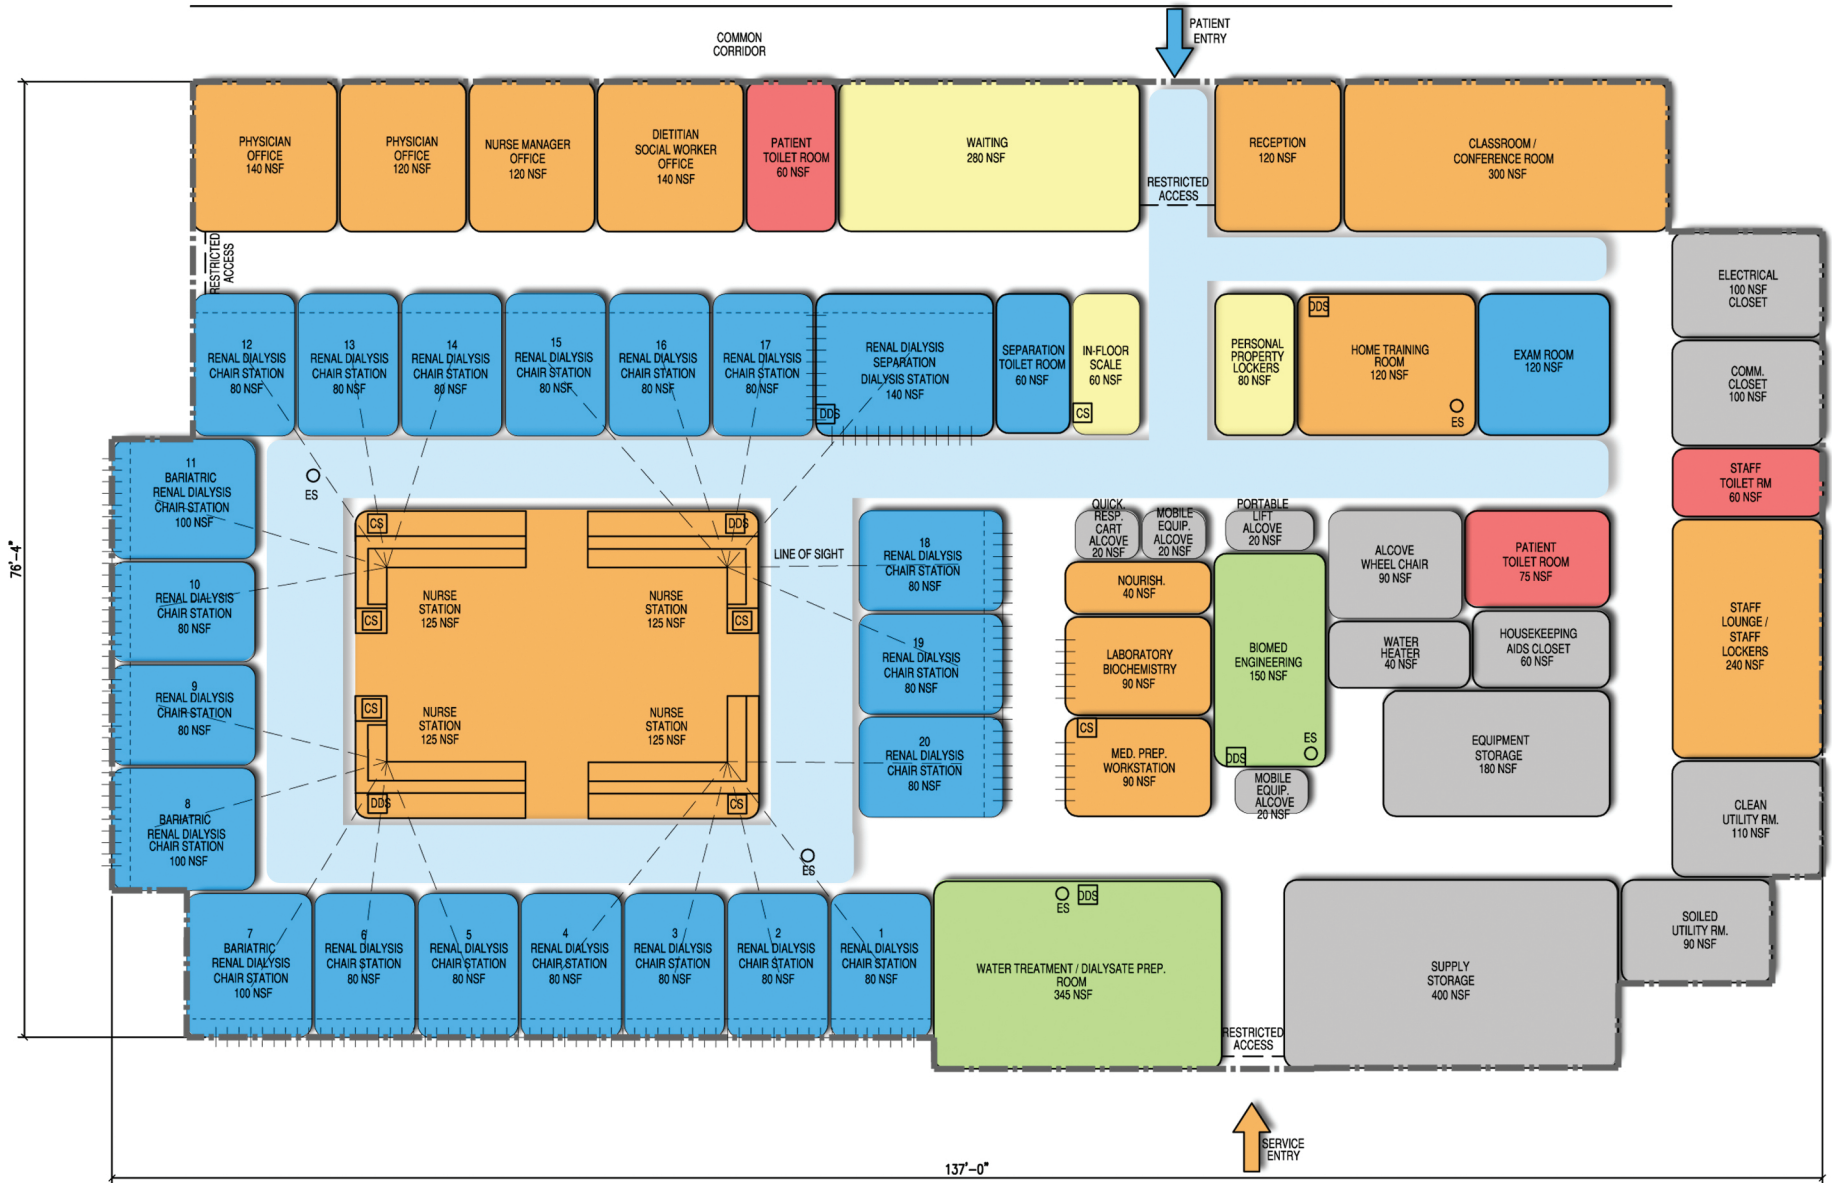 PATIENT
ENTRY
COMMON
CORRIDOR
PHYSICIAN
OFFICE
140 NSF
PHYSICIAN
OFFICE
120 NSF
NURSE MANAGER
OFFICE
120 NSF
DIETITIAN
SOCIAL WORKER
OFFICE
140 NSF
PATIENT
TOILET ROOM
60 NSF
WAITING
280 NSF
RESTRICTED
ACCESS
RECEPTION
120 NSF
CLASSROOM /
CONFERENCE ROOM
300 NSF
RESTRICTED
ACCESS
ELECTRICAL
100 NSF
CLOSET
12
RENAL DIALYSIS
CHAIR STATION
80 NSF
13
RENAL DIALYSIS
CHAIR STATION
80 NSF
14
RENAL DIALYSIS
CHAIR STATION
80 NSF
15
RENAL DIALYSIS
CHAIR STATION
80 NSF
16
RENAL DIALYSIS
CHAIR STATION
80 NSF
17
RENAL DIALYSIS
CHAIR STATION
80 NSF
RENAL DIALYSIS
SEPARATION
DIALYSIS STATION
140 NSF
DDS
SEPARATION
TOILET ROOM
60 NSF
IN-FLOOR
SCALE
60 NSF
CS
PERSONAL
PROPERTY
LOCKERS
80 NSF
DDS
HOME TRAINING
ROOM
120 NSF
ES
EXAM ROOM
120 NSF
COMM.
CLOSET
100 NSF
11
BARIATRIC
RENAL DIALYSIS
CHAIR STATION
100 NSF
ES
STAFF
TOILET RM
60 NSF
10
RENAL DIALYSIS
CHAIR STATION
80 NSF
9
RENAL DIALYSIS
CHAIR STATION
80 NSF
8
BARIATRIC
RENAL DIALYSIS
CHAIR STATION
100 NSF
CS
CS
NURSE
STATION
125 NSF
DDS
CS
NURSE
STATION
125 NSF
CS
DDS
NURSE
STATION
125 NSF
CS
NURSE
STATION
125 NSF
LINE OF SIGHT
18
RENAL DIALYSIS
CHAIR STATION
80 NSF
19
RENAL DIALYSIS
CHAIR STATION
80 NSF
20
RENAL DIALYSIS
CHAIR STATION
80 NSF
QUICK.
RESP.
CART
ALCOVE
20 NSF
MOBILE
EQUIP.
ALCOVE
20 NSF
PORTABLE
LIFT
ALCOVE
20 NSF
ALCOVE
WHEEL CHAIR
90 NSF
PATIENT
TOILET ROOM
75 NSF
NOURISH.
40 NSF
LABORATORY
BIOCHEMISTRY
90 NSF
CS
MED. PREP.
WORKSTATION
90 NSF
BIOMED
ENGINEERING
150 NSF
ES
DDS
MOBILE
EQUIP.
ALCOVE
20 NSF
WATER
HEATER
40 NSF
HOUSEKEEPING
AIDS CLOSET
60 NSF
EQUIPMENT
STORAGE
180 NSF
STAFF
LOUNGE /
STAFF
LOCKERS
240 NSF
CLEAN
UTILITY RM.
110 NSF
76'-4"
ES
7
BARIATRIC
RENAL DIALYSIS
CHAIR STATION
100 NSF
6
RENAL DIALYSIS
CHAIR STATION
80 NSF
5
RENAL DIALYSIS
CHAIR STATION
80 NSF
4
RENAL DIALYSIS
CHAIR STATION
80 NSF
3
RENAL DIALYSIS
CHAIR STATION
80 NSF
2
RENAL DIALYSIS
CHAIR STATION
80 NSF
1
RENAL DIALYSIS
CHAIR STATION
80 NSF
ES
DDS
WATER TREATMENT / DIALYSATE PREP.
ROOM
345 NSF
RESTRICTED
ACCESS
SUPPLY
STORAGE
400 NSF
SOILED
UTILITY RM.
90 NSF
SERVICE
ENTRY
137'-0"